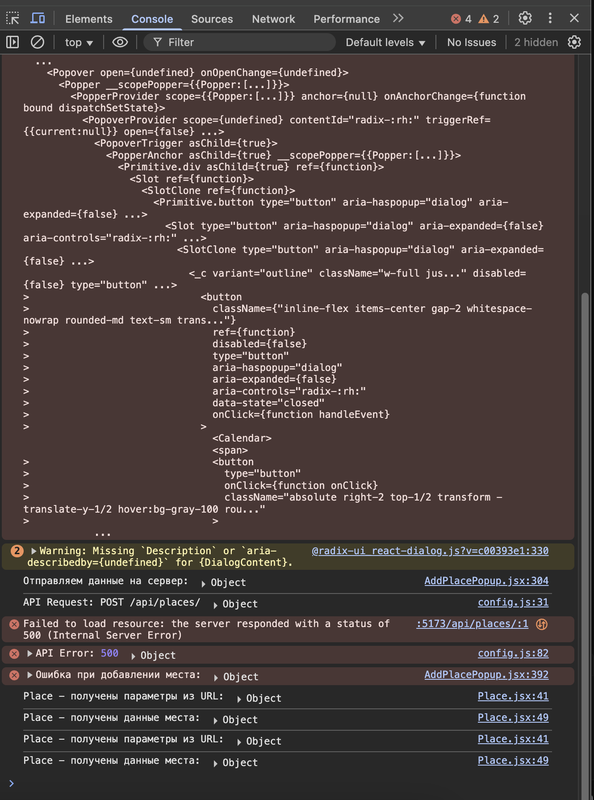 Elements Console Sources Network Performance 4 2
top Filter Default levels No Issues 2 hidden
...
<Popover open={undefined} onOpenChange={undefined}>
<Popper __scopePopper={{Popper:[...]}}>
<PopperProvider scope={{Popper:[...]}} anchor={null} onAnchorChange={function
bound dispatchSetState}>
<PopoverProvider scope={undefined} contentId="radix-:rh:" triggerRef=
{{current:null}} open={false} ...>
<PopoverTrigger asChild={true}>
<PopperAnchor asChild={true} __scopePopper={{Popper:[...]}}>
<Primitive.div asChild={true} ref={function}>
<Slot ref={function}>
<SlotClone ref={function}>
<Primitive.button type="button" aria-haspopup="dialog" aria-
expanded={false} ...>
<Slot type="button" aria-haspopup="dialog" aria-expanded={false}
aria-controls="radix-:rh:" ...>
<SlotClone type="button" aria-haspopup="dialog" aria-expanded=
{false} ...>
<_c variant="outline" className="w-full jus..." disabled=
{false} type="button" ...>
> <button
> className={"inline-flex items-center gap-2 whitespace-
nowrap rounded-md text-sm trans..."}
> ref={function}
> disabled={false}
> type="button"
> aria-haspopup="dialog"
> aria-expanded={false}
> aria-controls="radix-:rh:"
> data-state="closed"
> onClick={function handleEvent}
> >
<Calendar>
<span>
> <button
> type="button"
> onClick={function onClick}
> className="absolute right-2 top-1/2 transform -
translate-y-1/2 hover:bg-gray-100 rou..."
> >
...
2 Warning: Missing `Description` or `aria- @radix-ui_react-dialog.js?v=c00393e1:330
describedby={undefined}` for {DialogContent}.
Отправляем данные на сервер: Object AddPlacePopup.jsx:304
API Request: POST /api/places/ Object config.js:31
Failed to load resource: the server responded with a status of :5173/api/places/:1
500 (Internal Server Error)
API Error: 500 Object config.js:82
Ошибка при добавлении места: Object AddPlacePopup.jsx:392
Place – получены параметры из URL: Object Place.jsx:41
Place – получены данные места: Object Place.jsx:49
Place – получены параметры из URL: Object Place.jsx:41
Place – получены данные места: Object Place.jsx:49